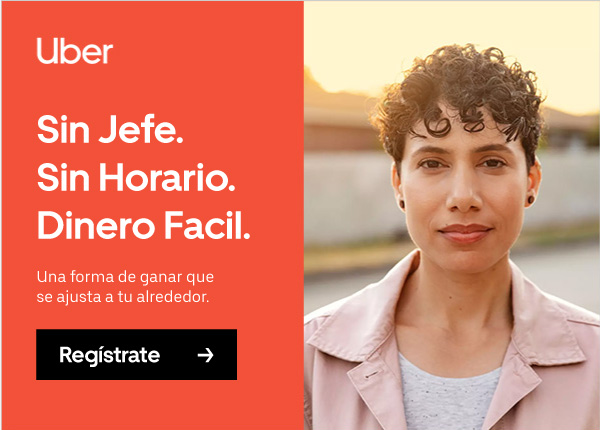 Uber
Sin Jefe.
Sin Horario.
Dinero Facil.
Una forma de ganar que
se ajusta a tu alrededor.
Regístrate →